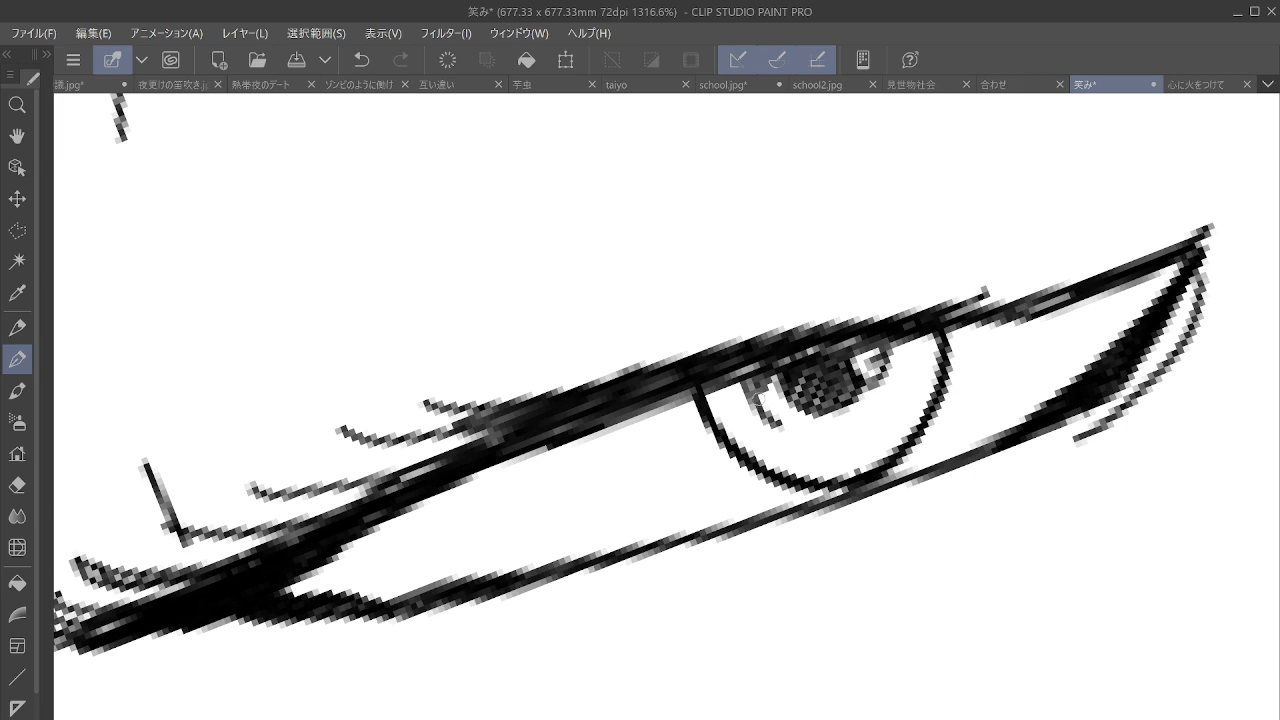 笑み* (677.33 x 677.33mm 72dpi 1316.6%) - CLIP STUDIO PAINT PRO
ファイル(F) 編集(E) アニメーション(A) レイヤー(L) 選択範囲(S) 表示(V) フィルター(I) ウィンドウ(W) ヘルプ(H)
.jpg* 夜更けの笛吹き.j 熱帯夜のデート ゾンビのように働け 互い違い 芋虫 taiyo school.jpg* school2.jpg 見世物社会 合わせ 笑み* 心に火をつけて